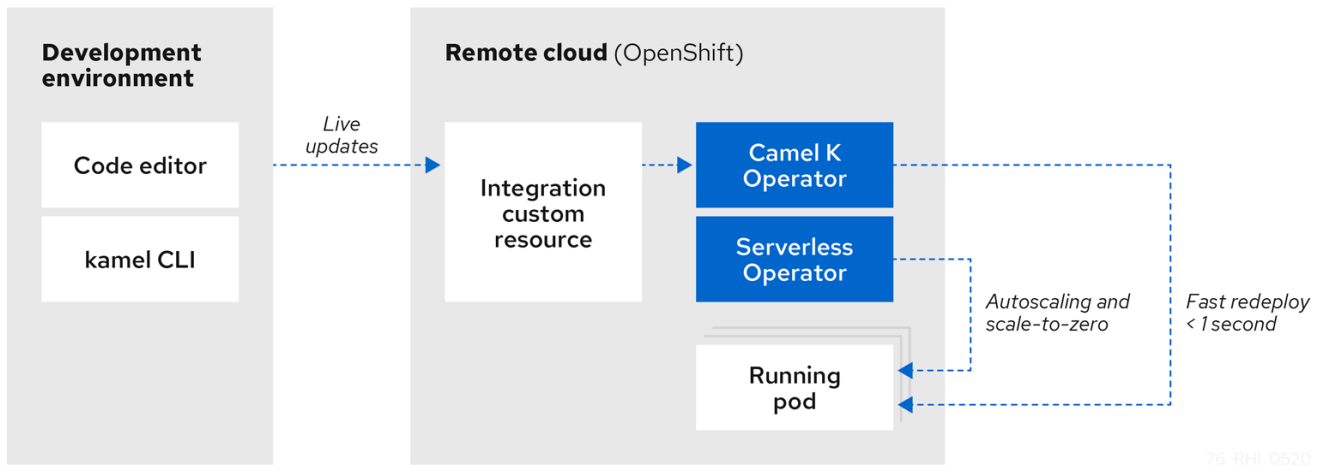 Development
environment
Code editor
kamel CLI
Live
updates
Remote cloud (OpenShift)
Integration
custom
resource
Camel K
Operator
Serverless
Operator
Running
pod
Autoscaling and
scale-to-zero
Fast redeploy
< 1 second
76_RHI_0520